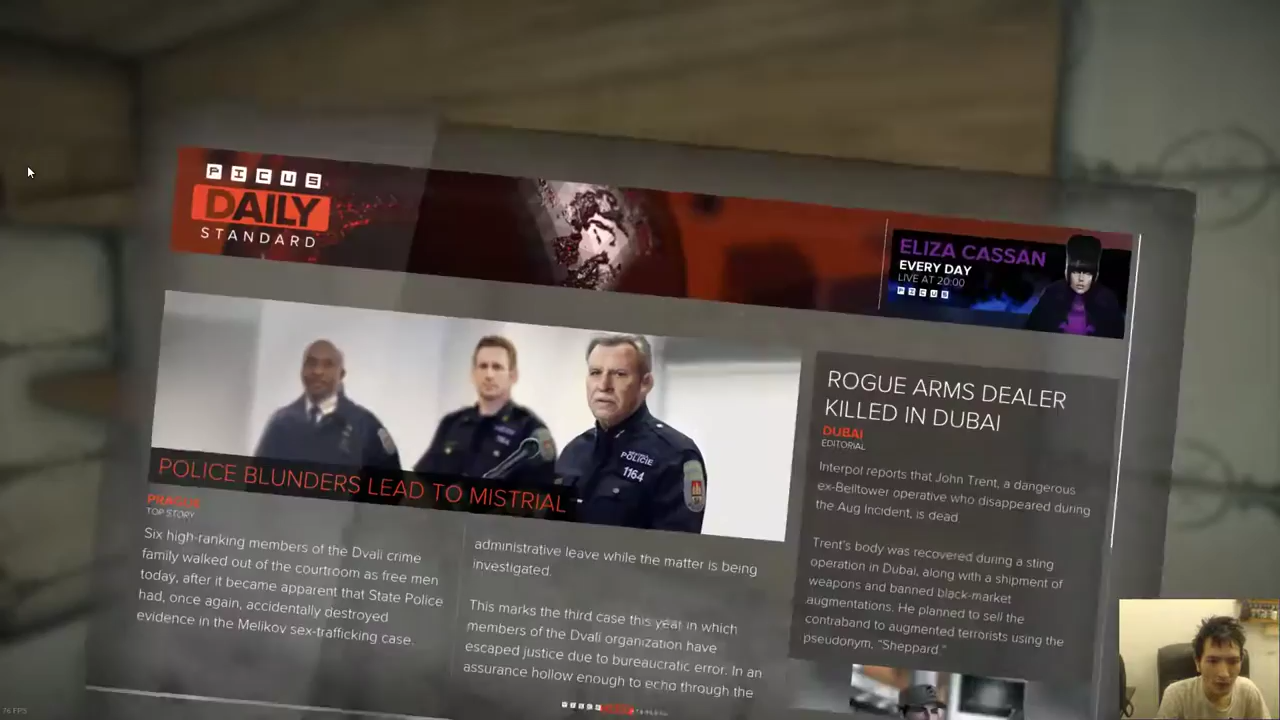 PICUS
DAILY
STANDARD
ELIZA CASSAN
EVERY DAY
LIVE AT 20:00
PICUS
POLICIE
1164
POLICE BLUNDERS LEAD TO MISTRIAL
PRAGUE
TOP STORY
Six high-ranking members of the Dvali crime
family walked out of the courtroom as free men
today, after it became apparent that State Police
had, once again, accidentally destroyed
evidence in the Melikov sex-trafficking case.
administrative leave while the matter is being
investigated.
This marks the third case this year in which
members of the Dvali organization have
escaped justice due to bureaucratic error. In an
assurance hollow enough to echo through the
ROGUE ARMS DEALER
KILLED IN DUBAI
DUBAI
EDITORIAL
Interpol reports that John Trent, a dangerous
ex-Belltower operative who disappeared during
the Aug Incident, is dead.
Trent's body was recovered during a sting
operation in Dubai, along with a shipment of
weapons and banned black-market
augmentations. He planned to sell the
contraband to augmented terrorists using the
pseudonym, "Sheppard."
76 FPS